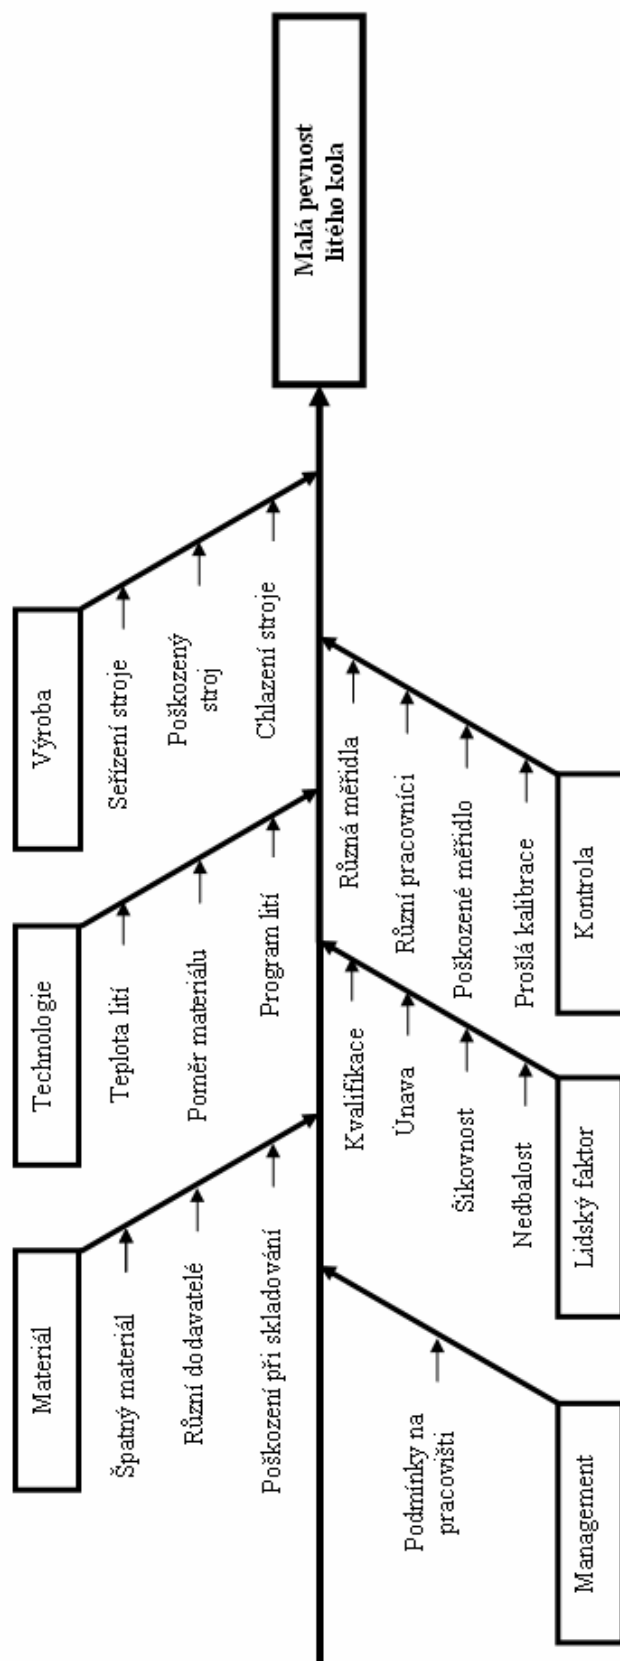 Materiál
Špatný materiál
Různí dodavatelé
Poškození při skladování
Technologie
Teplota lití
Poměr materiálu
Program lití
Výroba
Seřízení stroje
Poškozený
stroj
Chlazení stroje
Malá pevnost
litého kola
Podmínky na
pracovišti
Management
Kvalifikace
Únava
Šikovnost
Nedbalost
Lidský faktor
Různá měřidla
Různí pracovníci
Poškozené měřidlo
Prošlá kalibrace
Kontrola